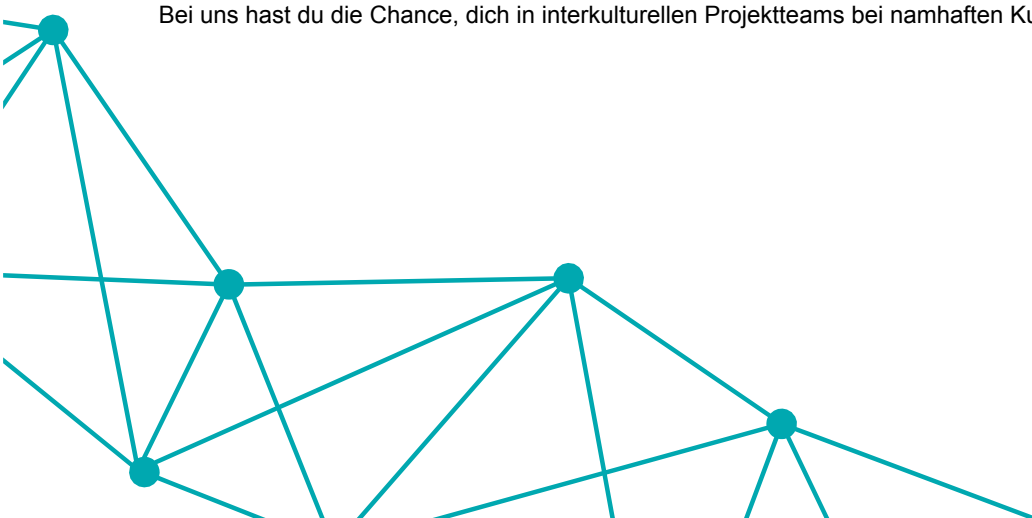 Bei uns hast du die Chance, dich in interkulturellen Projektteams bei namhaften